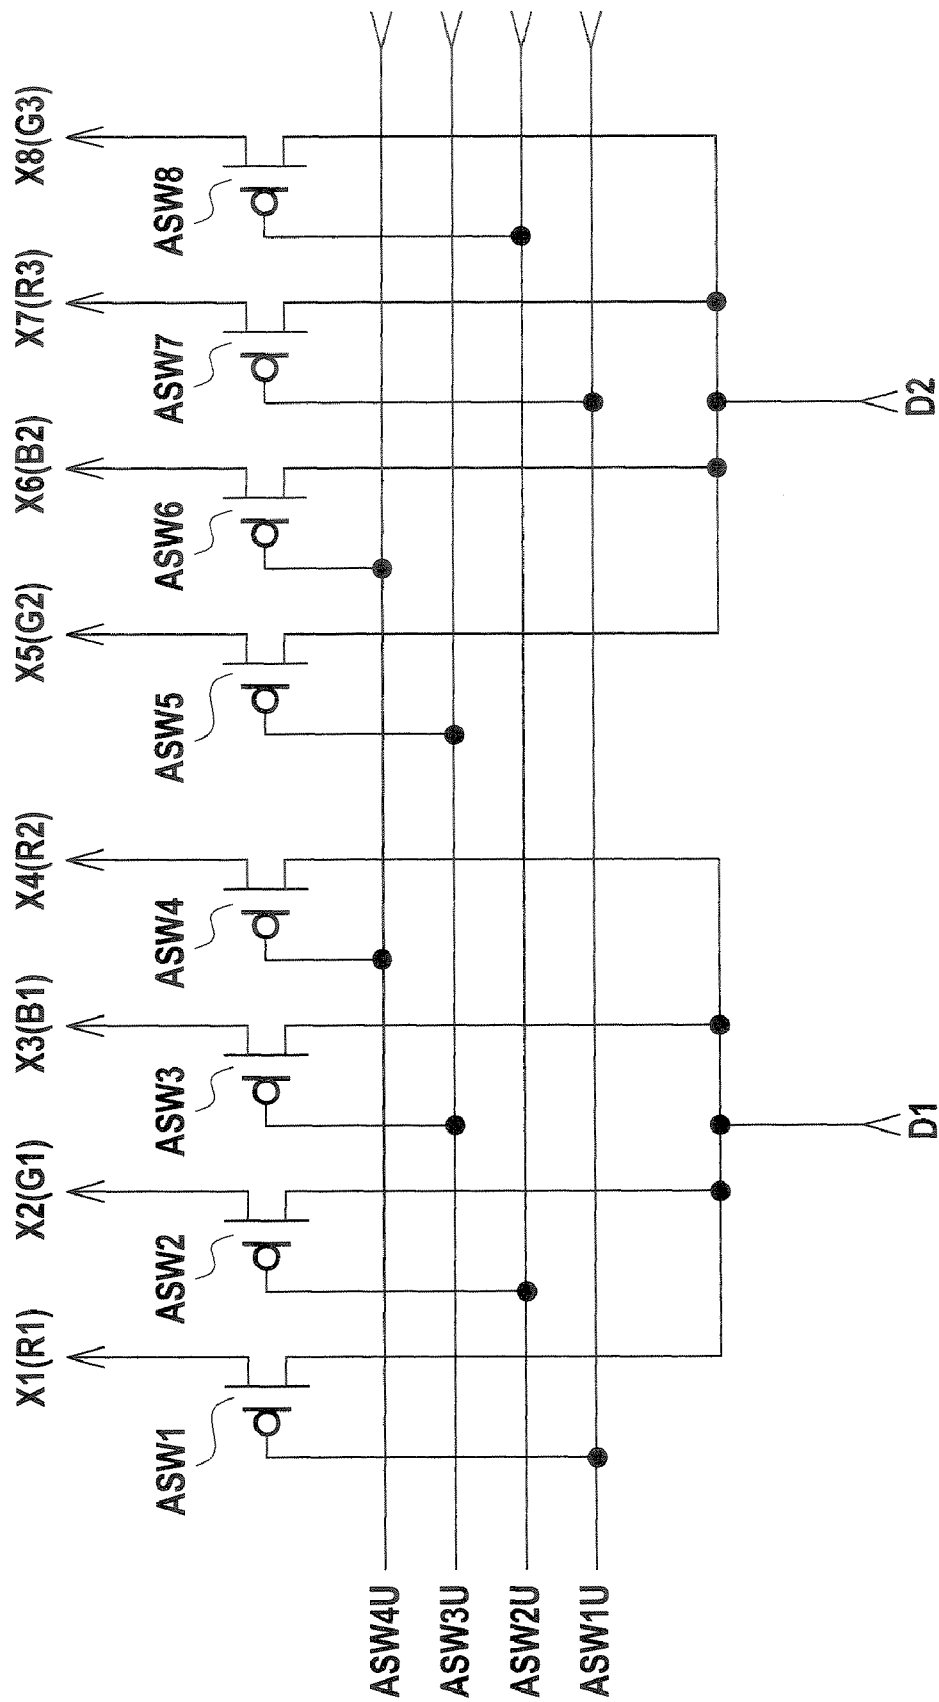 X1(R1)
X2(G1)
X3(B1)
X4(R2)
X5(G2)
X6(B2)
X7(R3)
X8(G3)
ASW1
ASW2
ASW3
ASW4
ASW5
ASW6
ASW7
ASW8
ASW4U
ASW3U
ASW2U
ASW1U
D1
D2